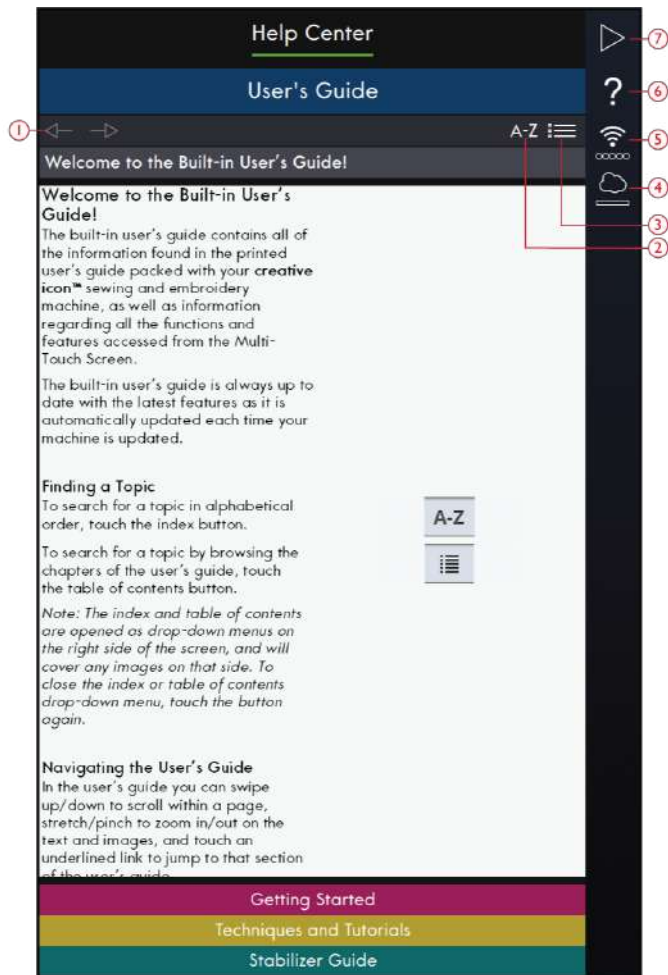 Help Center
7
User's Guide
?
6
1
A-Z
5
Welcome to the Built-in User's Guide!
4
3
2
Welcome to the Built-in User's
Guide!
The built-in user's guide contains all of
the information found in the printed
user's guide packed with your creative
icon™ sewing and embroidery
machine, as well as information
regarding all the functions and
features accessed from the Multi-
Touch Screen.
The built-in user's guide is always up to
date with the latest features as it is
automatically updated each time your
machine is updated.
Finding a Topic
To search for a topic in alphabetical
order, touch the index button.
A-Z
To search for a topic by browsing the
chapters of the user's guide, touch
the table of contents button.
Note: The index and table of contents
are opened as drop-down menus on
the right side of the screen, and will
cover any images on that side. To
close the index or table of contents
drop-down menu, touch the button
again.
Navigating the User's Guide
In the user's guide you can swipe
up/down to scroll within a page,
stretch/pinch to zoom in/out on the
text and images, and touch an
underlined link to jump to that section
of the user's guide
Getting Started
Techniques and Tutorials
Stabilizer Guide